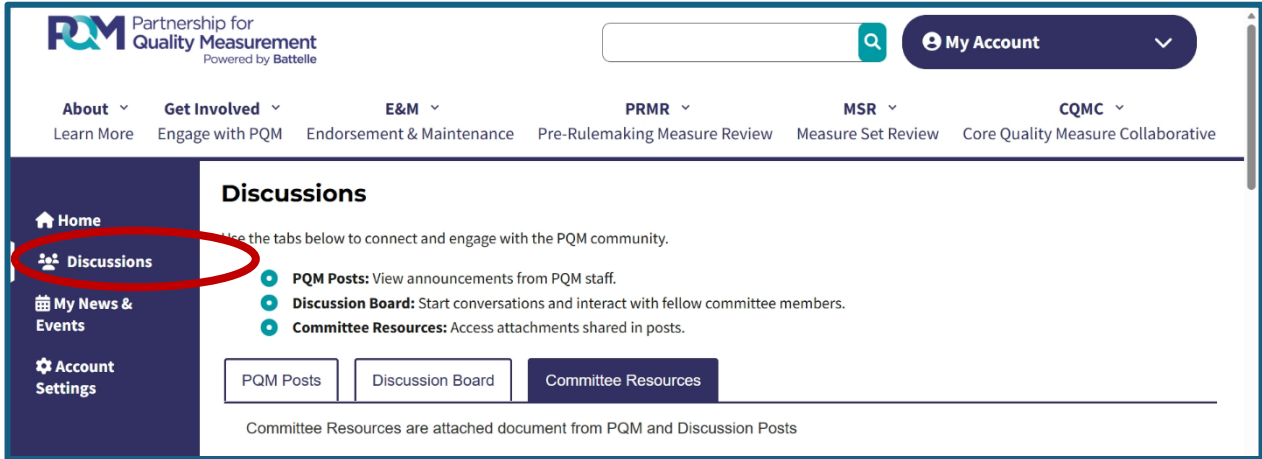 PQM Partnership for
Quality Measurement
Powered by Battelle
My Account
About Get Involved E&M PRMR MSR CQMC
Learn More Engage with PQM Endorsement & Maintenance Pre-Rulemaking Measure Review Measure Set Review Core Quality Measure Collaborative
Home
Discussions
My News &
Events
Account
Settings
Discussions
Use the tabs below to connect and engage with the PQM community.
PQM Posts: View announcements from PQM staff.
Discussion Board: Start conversations and interact with fellow committee members.
Committee Resources: Access attachments shared in posts.
PQM Posts Discussion Board Committee Resources
Committee Resources are attached document from PQM and Discussion Posts